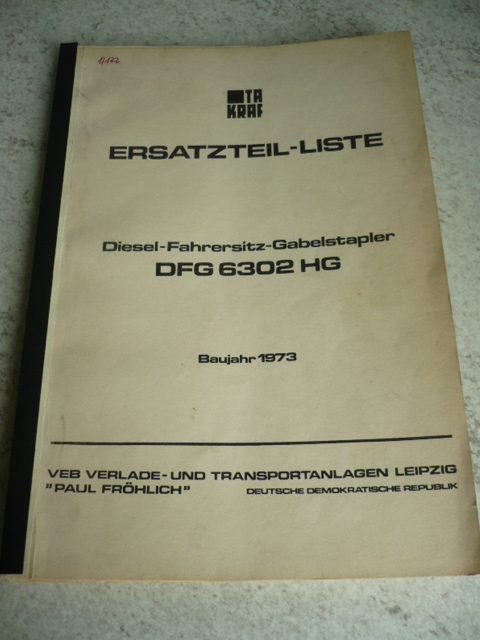 TA
KRAF
ERSATZTEIL-LISTE
Diesel-Fahrersitz-Gabelstapler
DFG 6302 HG
Baujahr 1973
VEB VERLADE-UND TRANSPORTANLAGEN LEIPZIG
"PAUL FRÖHLICH" DEUTSCHE DEMOKRATISCHE REPUBLIK